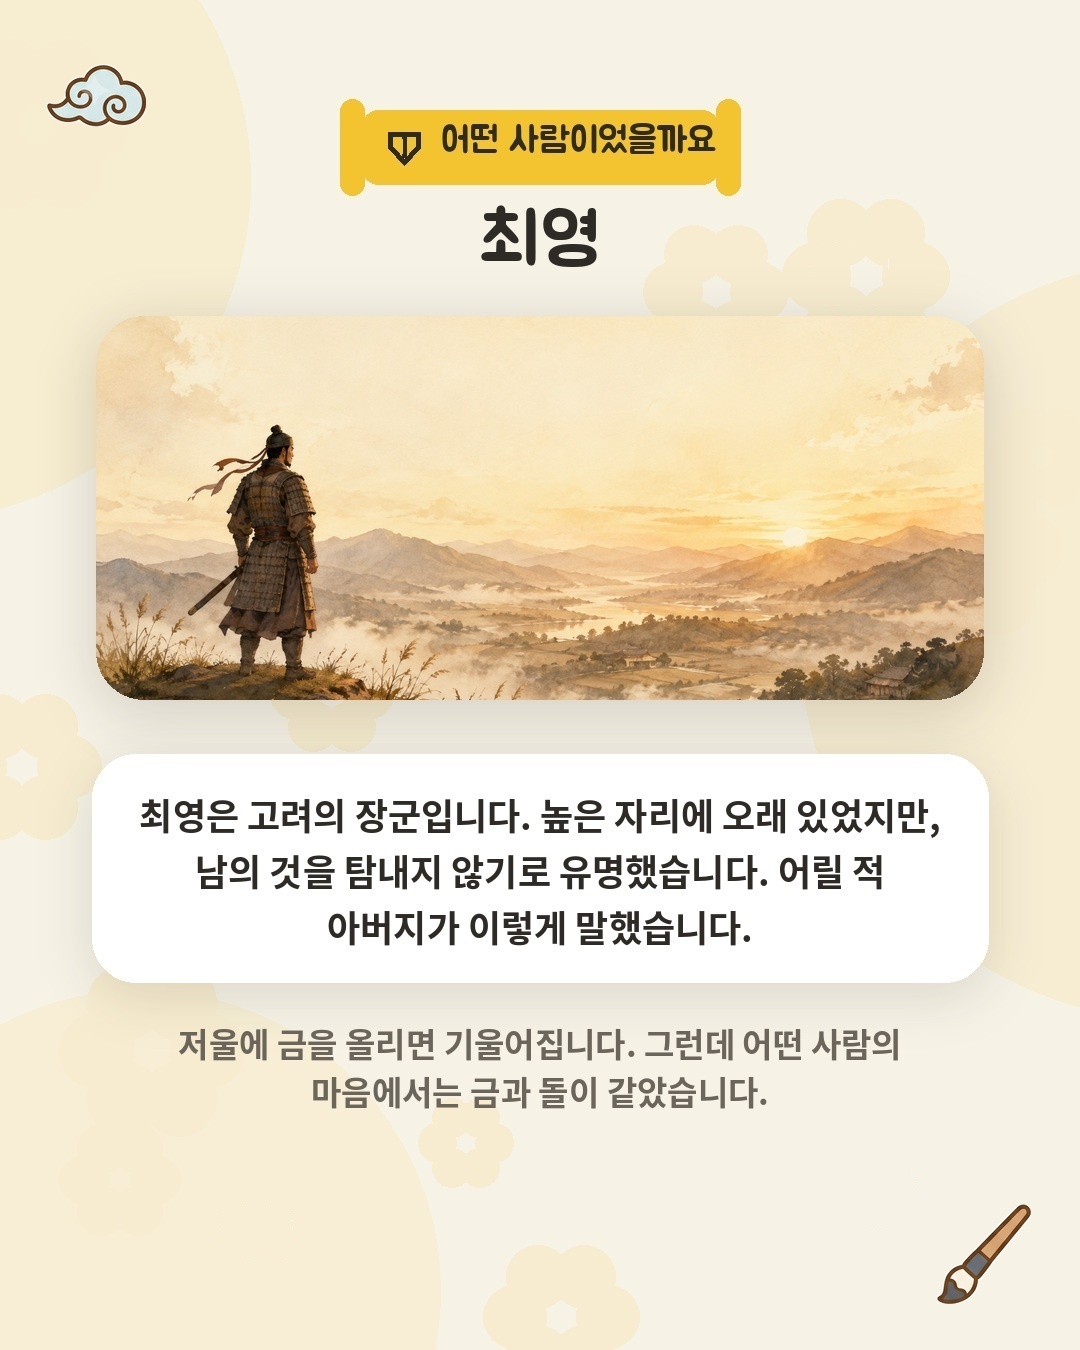 어떤 사람이었을까요
최영
최영은 고려의 장군입니다. 높은 자리에 오래 있었지만,
남의 것을 탐내지 않기로 유명했습니다. 어릴 적
아버지가 이렇게 말했습니다.
저울에 금을 올리면 기울어집니다. 그런데 어떤 사람의
마음에서는 금과 돌이 같았습니다.